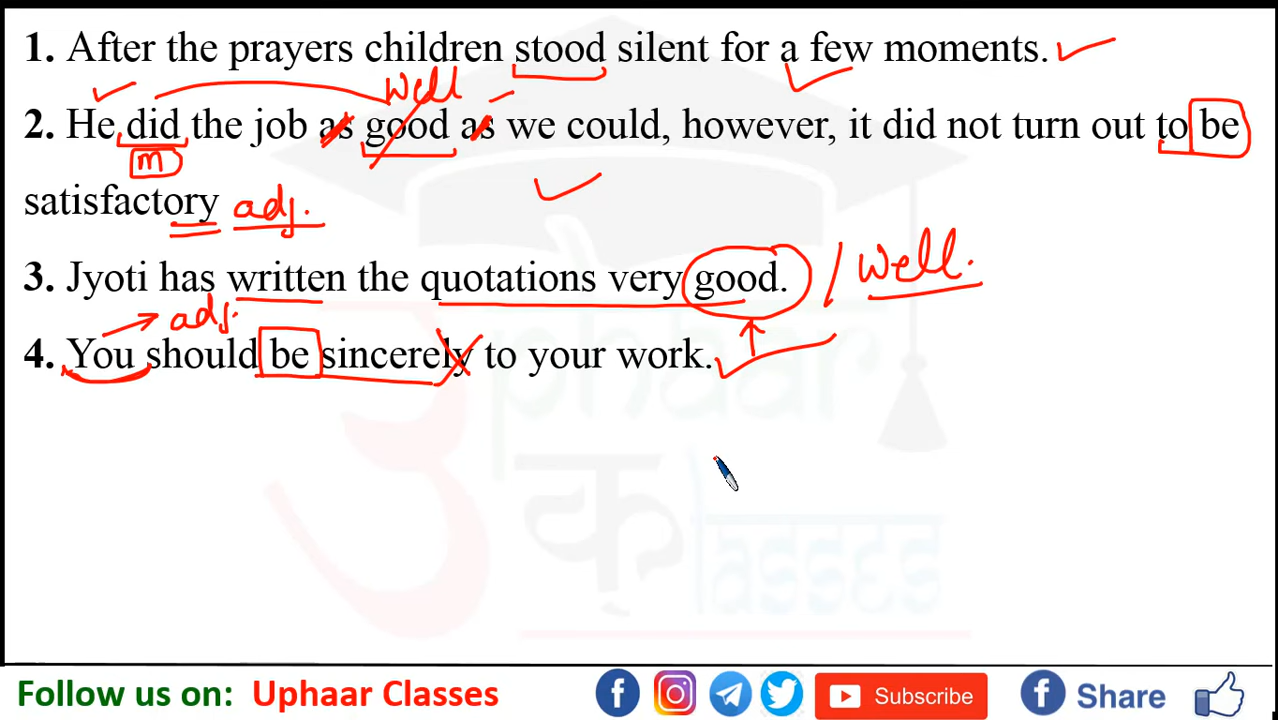 1. After the prayers children stood silent for a few moments.
well
2. He did the job as good as we could, however, it did not turn out to be
m
satisfactory adj.
3. Jyoti has written the quotations very good. / well.
adj.
4. You should be sincerely to your work.
उपhaar
क
lasses
Follow us on: Uphaar Classes Subscribe Share